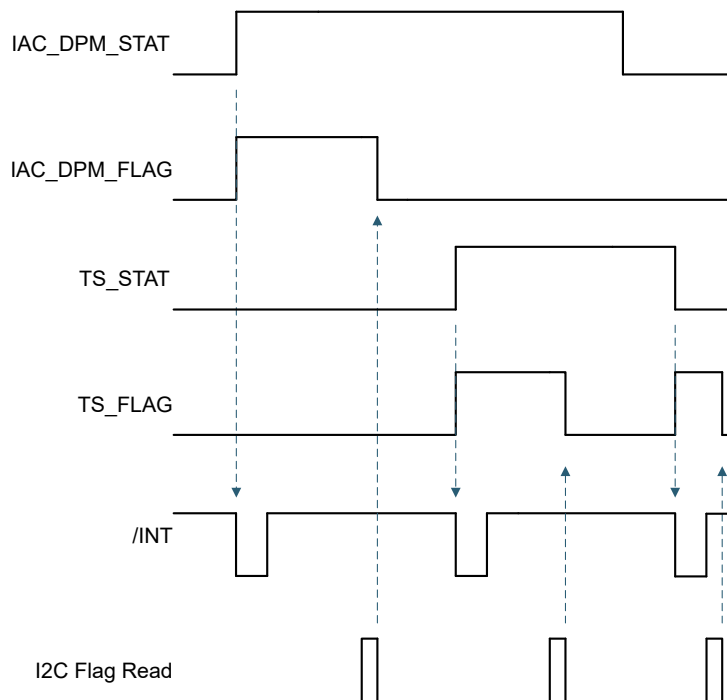 IAC_DPM_STAT
IAC_DPM_FLAG
TS_STAT
TS_FLAG
/INT
I2C Flag Read